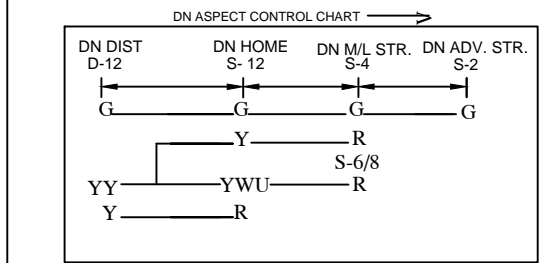 DN ASPECT CONTROL CHART
DN DIST DN HOME DN M/L STR. DN ADV. STR.
D-12 S- 12 S-4 S-2
G G G G
Y R
S-6/8
YY YWU R
Y R